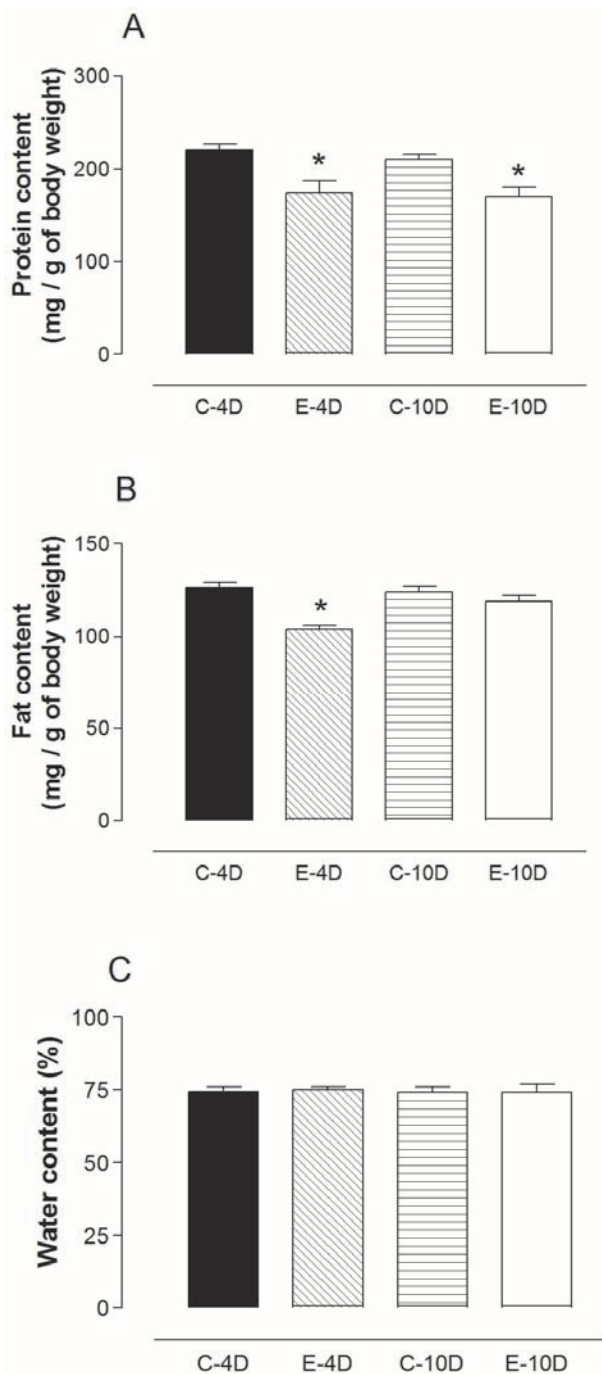 A
Protein content
(mg / g of body weight)
300
200
100
0
*
*
C-4D E-4D C-10D E-10D
B
Fat content
(mg / g of body weight)
150
100
50
0
*
C-4D E-4D C-10D E-10D
C
Water content (%)
100
75
50
25
0
C-4D E-4D C-10D E-10D